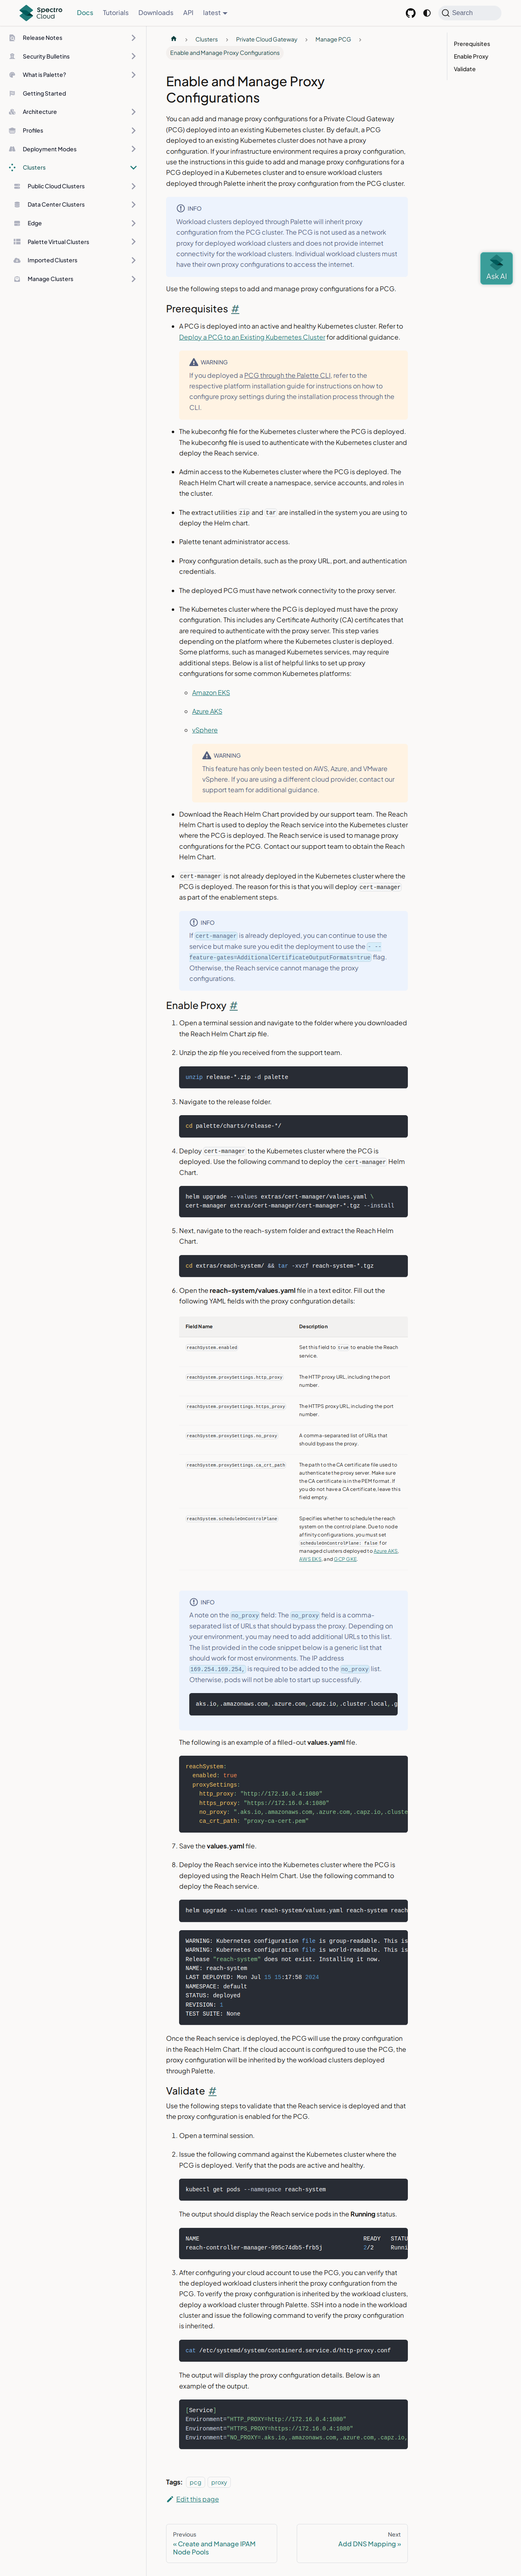 Spectro Cloud
Docs
Tutorials
Downloads
API
latest
Search
Release Notes
Security Bulletins
What is Palette?
Getting Started
Architecture
Profiles
Deployment Modes
Clusters
Public Cloud Clusters
Data Center Clusters
Edge
Palette Virtual Clusters
Imported Clusters
Manage Clusters
Clusters
Private Cloud Gateway
Manage PCG
Enable and Manage Proxy Configurations
Prerequisites
Enable Proxy
Validate
Ask AI
Enable and Manage Proxy
Configurations
You can add and manage proxy configurations for a Private Cloud Gateway
(PCG) deployed into an existing Kubernetes cluster. By default, a PCG
deployed to an existing Kubernetes cluster does not have a proxy
configuration. If your infrastructure environment requires a proxy configuration,
use the instructions in this guide to add and manage proxy configurations for a
PCG deployed in a Kubernetes cluster and to ensure workload clusters
deployed through Palette inherit the proxy configuration from the PCG cluster.
INFO
Workload clusters deployed through Palette will inherit proxy
configuration from the PCG cluster. The PCG is not used as a network
proxy for deployed workload clusters and does not provide internet
connectivity for the workload clusters. Individual workload clusters must
have their own proxy configurations to access the internet.
Use the following steps to add and manage proxy configurations for a PCG.
Prerequisites #
A PCG is deployed into an active and healthy Kubernetes cluster. Refer to
Deploy a PCG to an Existing Kubernetes Cluster for additional guidance.
WARNING
If you deployed a PCG through the Palette CLI, refer to the
respective platform installation guide for instructions on how to
configure proxy settings during the installation process through the
CLI.
The kubeconfig file for the Kubernetes cluster where the PCG is deployed.
The kubeconfig file is used to authenticate with the Kubernetes cluster and
deploy the Reach service.
Admin access to the Kubernetes cluster where the PCG is deployed. The
Reach Helm Chart will create a namespace, service accounts, and roles in
the cluster.
The extract utilities zip and tar are installed in the system you are using to
deploy the Helm chart.
Palette tenant administrator access.
Proxy configuration details, such as the proxy URL, port, and authentication
credentials.
The deployed PCG must have network connectivity to the proxy server.
The Kubernetes cluster where the PCG is deployed must have the proxy
configuration. This includes any Certificate Authority (CA) certificates that
are required to authenticate with the proxy server. This step varies
depending on the platform where the Kubernetes cluster is deployed.
Some platforms, such as managed Kubernetes services, may require
additional steps. Below is a list of helpful links to set up proxy
configurations for some common Kubernetes platforms:
Amazon EKS
Azure AKS
vSphere
WARNING
This feature has only been tested on AWS, Azure, and VMware
vSphere. If you are using a different cloud provider, contact our
support team for additional guidance.
Download the Reach Helm Chart provided by our support team. The Reach
Helm Chart is used to deploy the Reach service into the Kubernetes cluster
where the PCG is deployed. The Reach service is used to manage proxy
configurations for the PCG. Contact our support team to obtain the Reach
Helm Chart.
cert-manager is not already deployed in the Kubernetes cluster where the
PCG is deployed. The reason for this is that you will deploy cert-manager
as part of the enablement steps.
INFO
If cert-manager is already deployed, you can continue to use the
service but make sure you edit the deployment to use the - --
feature-gates=AdditionalCertificateOutputFormats=true flag.
Otherwise, the Reach service cannot manage the proxy
configurations.
Enable Proxy #
1. Open a terminal session and navigate to the folder where you downloaded
the Reach Helm Chart zip file.
2. Unzip the zip file you received from the support team.
unzip release-*.zip -d palette
3. Navigate to the release folder.
cd palette/charts/release-*/
4. Deploy cert-manager to the Kubernetes cluster where the PCG is
deployed. Use the following command to deploy the cert-manager Helm
Chart.
helm upgrade --values extras/cert-manager/values.yaml \
cert-manager extras/cert-manager/cert-manager-*.tgz --install
5. Next, navigate to the reach-system folder and extract the Reach Helm
Chart.
cd extras/reach-system/ && tar -xvzf reach-system-*.tgz
6. Open the reach-system/values.yaml file in a text editor. Fill out the
following YAML fields with the proxy configuration details:
Field Name
Description
reachSystem.enabled
Set this field to true to enable the Reach
service.
reachSystem.proxySettings.http_proxy
The HTTP proxy URL, including the port
number.
reachSystem.proxySettings.https_proxy
The HTTPS proxy URL, including the port
number.
reachSystem.proxySettings.no_proxy
A comma-separated list of URLs that
should bypass the proxy.
reachSystem.proxySettings.ca_crt_path
The path to the CA certificate file used to
authenticate the proxy server. Make sure
the CA certificate is in the PEM format. If
you do not have a CA certificate, leave this
field empty.
reachSystem.scheduleOnControlPlane
Specifies whether to schedule the reach
system on the control plane. Due to node
affinity configurations, you must set
scheduleOnControlPlane: false for
managed clusters deployed to Azure AKS,
AWS EKS, and GCP GKE.
INFO
A note on the no_proxy field: The no_proxy field is a comma-
separated list of URLs that should bypass the proxy. Depending on
your environment, you may need to add additional URLs to this list.
The list provided in the code snippet below is a generic list that
should work for most environments. The IP address
169.254.169.254, is required to be added to the no_proxy list.
Otherwise, pods will not be able to start up successfully.
aks.io,.amazonaws.com,.azure.com,.capz.io,.cluster.local,.g
The following is an example of a filled-out values.yaml file.
reachSystem:
enabled: true
proxySettings:
http_proxy: "http://172.16.0.4:1080"
https_proxy: "https://172.16.0.4:1080"
no_proxy: ".aks.io,.amazonaws.com,.azure.com,.capz.io,.cluste
ca_crt_path: "proxy-ca-cert.pem"
7. Save the values.yaml file.
8. Deploy the Reach service into the Kubernetes cluster where the PCG is
deployed using the Reach Helm Chart. Use the following command to
deploy the Reach service.
helm upgrade --values reach-system/values.yaml reach-system reach
WARNING: Kubernetes configuration file is group-readable. This is
WARNING: Kubernetes configuration file is world-readable. This is
Release "reach-system" does not exist. Installing it now.
NAME: reach-system
LAST DEPLOYED: Mon Jul 15 15:17:58 2024
NAMESPACE: default
STATUS: deployed
REVISION: 1
TEST SUITE: None
Once the Reach service is deployed, the PCG will use the proxy configuration
in the Reach Helm Chart. If the cloud account is configured to use the PCG, the
proxy configuration will be inherited by the workload clusters deployed
through Palette.
Validate #
Use the following steps to validate that the Reach service is deployed and that
the proxy configuration is enabled for the PCG.
1. Open a terminal session.
2. Issue the following command against the Kubernetes cluster where the
PCG is deployed. Verify that the pods are active and healthy.
kubectl get pods --namespace reach-system
The output should display the Reach service pods in the Running status.
NAME READY STATU
reach-controller-manager-995c74db5-frb5j 2/2 Runni
3. After configuring your cloud account to use the PCG, you can verify that
the deployed workload clusters inherit the proxy configuration from the
PCG. To verify the proxy configuration is inherited by the workload clusters,
deploy a workload cluster through Palette. SSH into a node in the workload
cluster and issue the following command to verify the proxy configuration
is inherited.
cat /etc/systemd/system/containerd.service.d/http-proxy.conf
The output will display the proxy configuration details. Below is an
example of the output.
[Service]
Environment="HTTP_PROXY=http://172.16.0.4:1080"
Environment="HTTPS_PROXY=https://172.16.0.4:1080"
Environment="NO_PROXY=.aks.io,.amazonaws.com,.azure.com,.capz.io,
Tags: pcg proxy
Edit this page
Previous
« Create and Manage IPAM
Node Pools
Next
Add DNS Mapping »